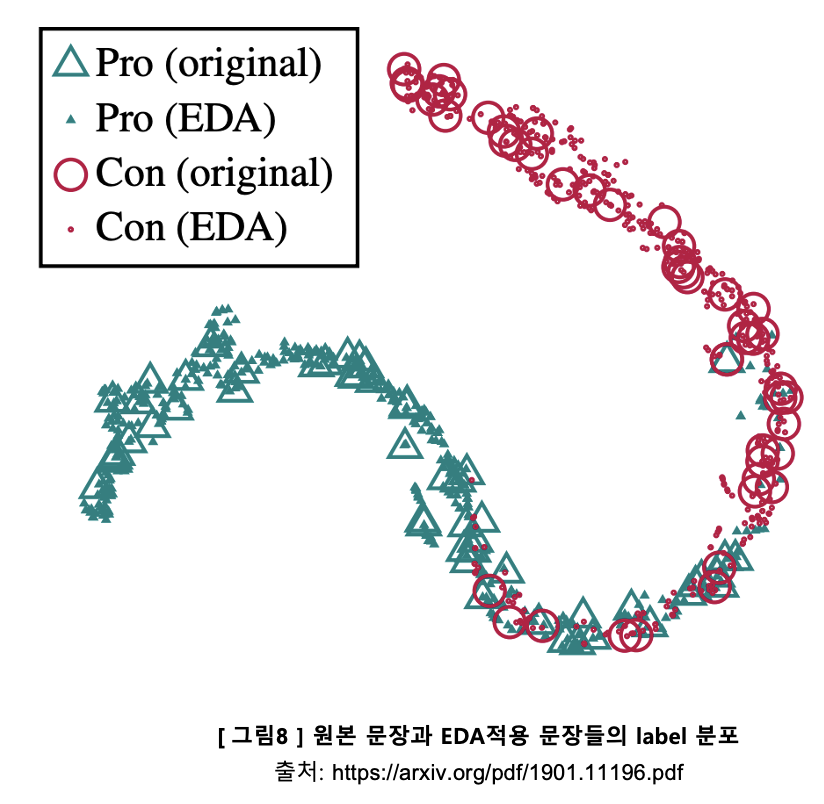 Pro (original)
Pro (EDA)
Con (original)
Con (EDA)
[ 그림8 ] 원본 문장과 EDA적용 문장들의 label 분포
출처: https://arxiv.org/pdf/1901.11196.pdf